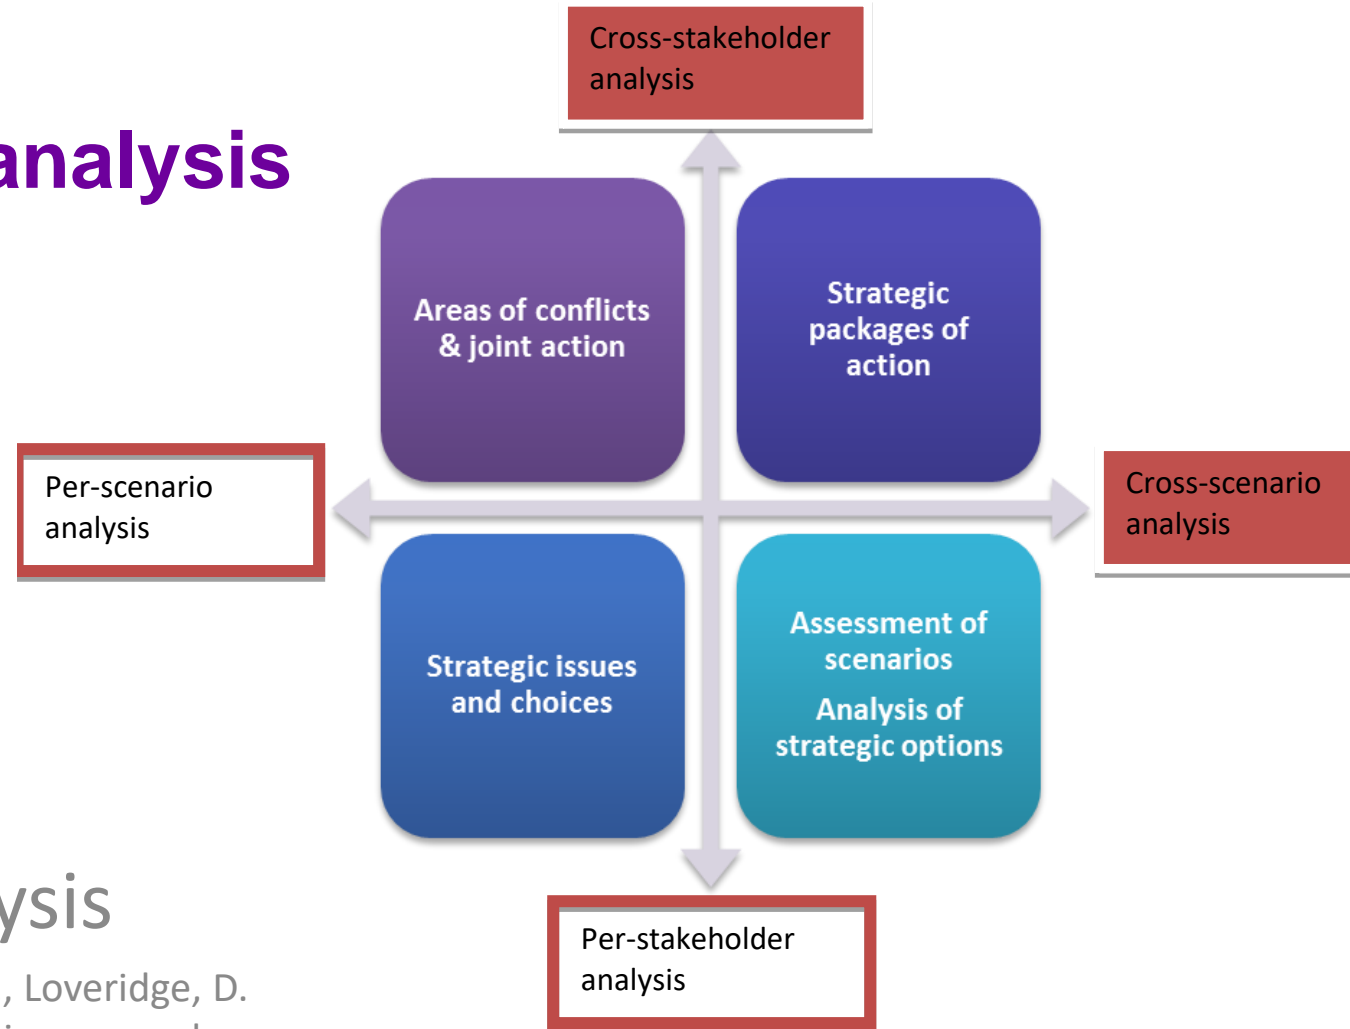 Cross-stakeholder
analysis
analysis
Areas of conflicts
& joint action
Strategic
packages of
action
Per-scenario
analysis
Cross-scenario
analysis
Strategic issues
and choices
Assessment of
scenarios
Analysis of
strategic options
ysis
Per-stakeholder
analysis
, Loveridge, D.